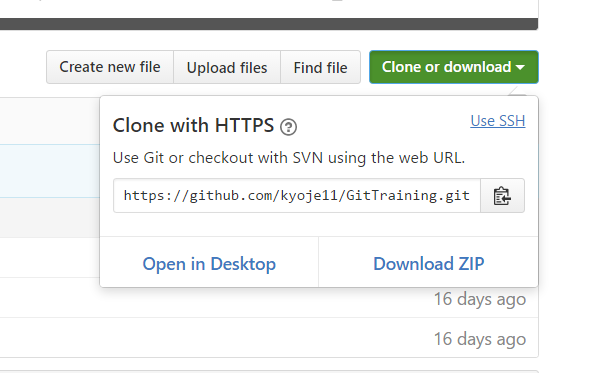 Create new file Upload files Find file Clone or download
Clone with HTTPS ? Use SSH
Use Git or checkout with SVN using the web URL.
https://github.com/kyoje11/GitTraining.git
Open in Desktop Download ZIP
16 days ago
16 days ago